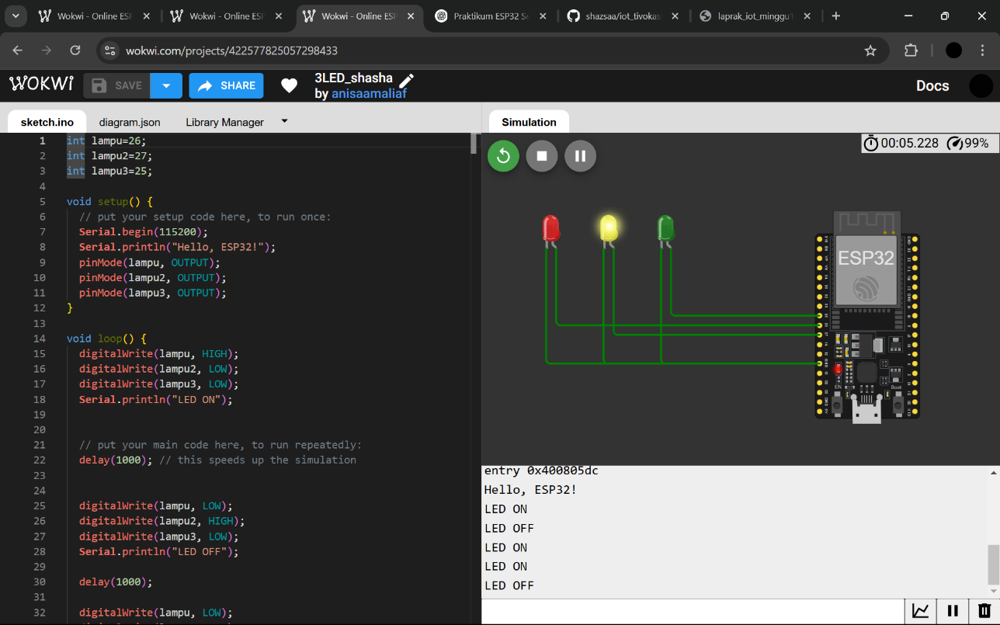 Wokwi - Online ESP
Wokwi - Online ESP
Wokwi - Online ESP
Praktikum ESP32 Se
shazsaa/iot_tivokas
laprak_iot_minggu1
wokwi.com/projects/422577825057298433
WOKWI
SAVE
SHARE
3LED_shasha
by anisaamaliaf
Docs
sketch.ino
diagram.json
Library Manager
Simulation
1 int lampu=26;
2 int lampu2=27;
3 int lampu3=25;
4
5 void setup() {
6 // put your setup code here, to run once:
7 Serial.begin(115200);
8 Serial.println("Hello, ESP32!");
9 pinMode(lampu, OUTPUT);
10 pinMode(lampu2, OUTPUT);
11 pinMode(lampu3, OUTPUT);
12 }
13
14 void loop() {
15 digitalWrite(lampu, HIGH);
16 digitalWrite(lampu2, LOW);
17 digitalWrite(lampu3, LOW);
18 Serial.println("LED ON");
19
20
21 // put your main code here, to run repeatedly:
22 delay(1000); // this speeds up the simulation
23
24
25 digitalWrite(lampu, LOW);
26 digitalWrite(lampu2, HIGH);
27 digitalWrite(lampu3, LOW);
28 Serial.println("LED OFF");
29
30 delay(1000);
31
32 digitalWrite(lampu, LOW);
00:05.228
99%
ESP32
EN
Boot
entry 0x400805dc
Hello, ESP32!
LED ON
LED OFF
LED ON
LED ON
LED OFF